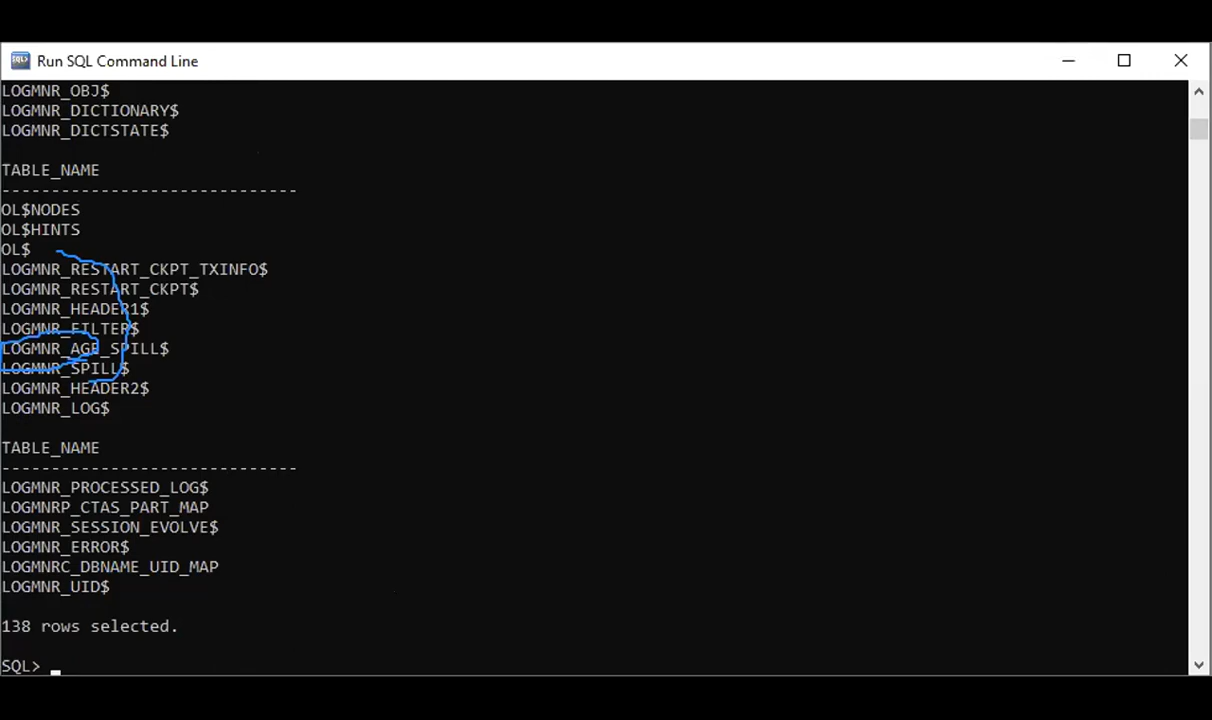 Run SQL Command Line
LOGMNR_OBJ$
LOGMNR_DICTIONARY$
LOGMNR_DICTSTATE$
TABLE_NAME
------------------------------
OL$NODES
OL$HINTS
OL$
LOGMNR_RESTART_CKPT_TXINFO$
LOGMNR_RESTART_CKPT$
LOGMNR_HEADER1$
LOGMNR_FILTER$
LOGMNR_AGE_SPILL$
LOGMNR_SPILL$
LOGMNR_HEADER2$
LOGMNR_LOG$
TABLE_NAME
------------------------------
LOGMNR_PROCESSED_LOG$
LOGMNRP_CTAS_PART_MAP
LOGMNR_SESSION_EVOLVE$
LOGMNR_ERROR$
LOGMNRC_DBNAME_UID_MAP
LOGMNR_UID$
138 rows selected.
SQL> _